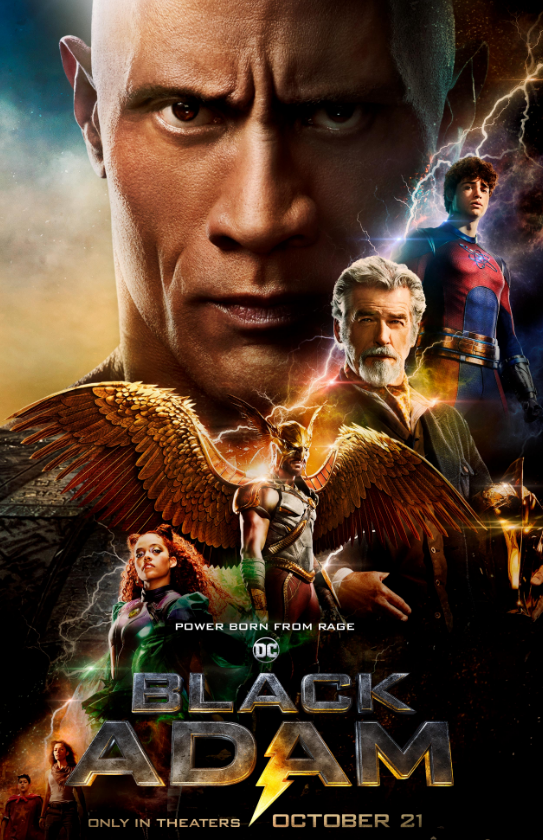 POWER BORN FROM RAGE
DC
BLACK
ADAM
ONLY IN THEATERS OCTOBER 21